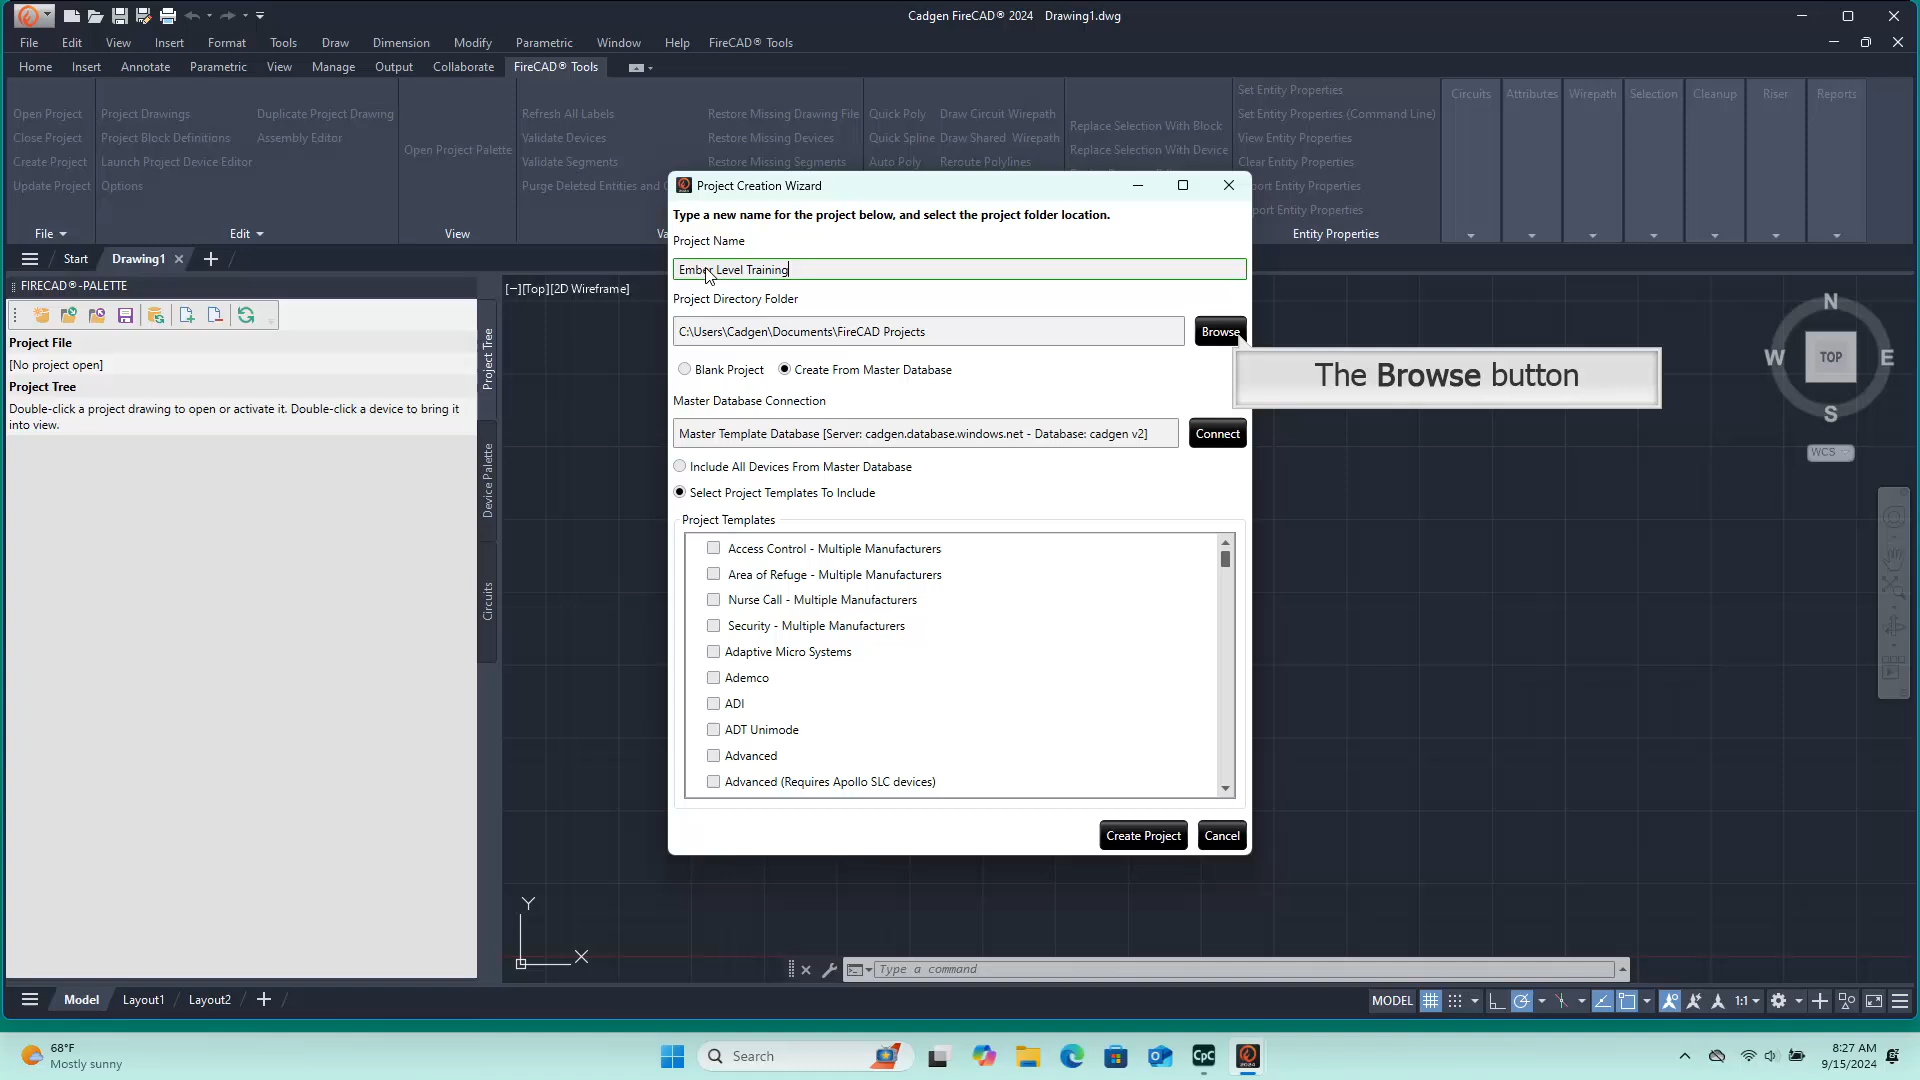 Cadgen FireCAD® 2024 Drawing1.dwg
File Edit View Insert Format Tools Draw Dimension Modify Parametric Window Help FireCAD® Tools
Home Insert Annotate Parametric View Manage Output Collaborate FireCAD® Tools
Open Project
Close Project
Create Project
Update Project
File
Project Drawings
Project Block Definitions
Launch Project Device Editor
Options
Duplicate Project Drawing
Assembly Editor
Edit
Open Project Palette
View
Refresh All Labels
Validate Devices
Validate Segments
Purge Deleted Entities and
Restore Missing Drawing File
Restore Missing Devices
Restore Missing Segments
Quick Poly
Quick Spline
Auto Poly
Draw Circuit Wirepath
Draw Shared Wirepath
Reroute Polylines
Replace Selection With Block
Replace Selection With Device
Set Entity Properties
Set Entity Properties (Command Line)
View Entity Properties
Clear Entity Properties
port Entity Properties
port Entity Properties
Entity Properties
Circuits
Attributes
Wirepath
Selection
Cleanup
Riser
Reports
Start Drawing1
FIRECAD®-PALETTE
Project File
[No project open]
Project Tree
Double-click a project drawing to open or activate it. Double-click a device to bring it
into view.
Project Tree
Device Palette
Circuits
[−][Top][2D Wireframe]
Project Creation Wizard
Type a new name for the project below, and select the project folder location.
Project Name
Ember Level Training
Project Directory Folder
C:\Users\Cadgen\Documents\FireCAD Projects
Browse
The Browse button
Blank Project Create From Master Database
Master Database Connection
Master Template Database [Server: cadgen.database.windows.net - Database: cadgen v2]
Connect
Include All Devices From Master Database
Select Project Templates To Include
Project Templates
Access Control - Multiple Manufacturers
Area of Refuge - Multiple Manufacturers
Nurse Call - Multiple Manufacturers
Security - Multiple Manufacturers
Adaptive Micro Systems
Ademco
ADI
ADT Unimode
Advanced
Advanced (Requires Apollo SLC devices)
Create Project
Cancel
N
W TOP E
S
WCS
Y
X
Type a command
Model Layout1 Layout2
MODEL
1:1
68°F
Mostly sunny
Search
CpC
2024
8:27 AM
9/15/2024